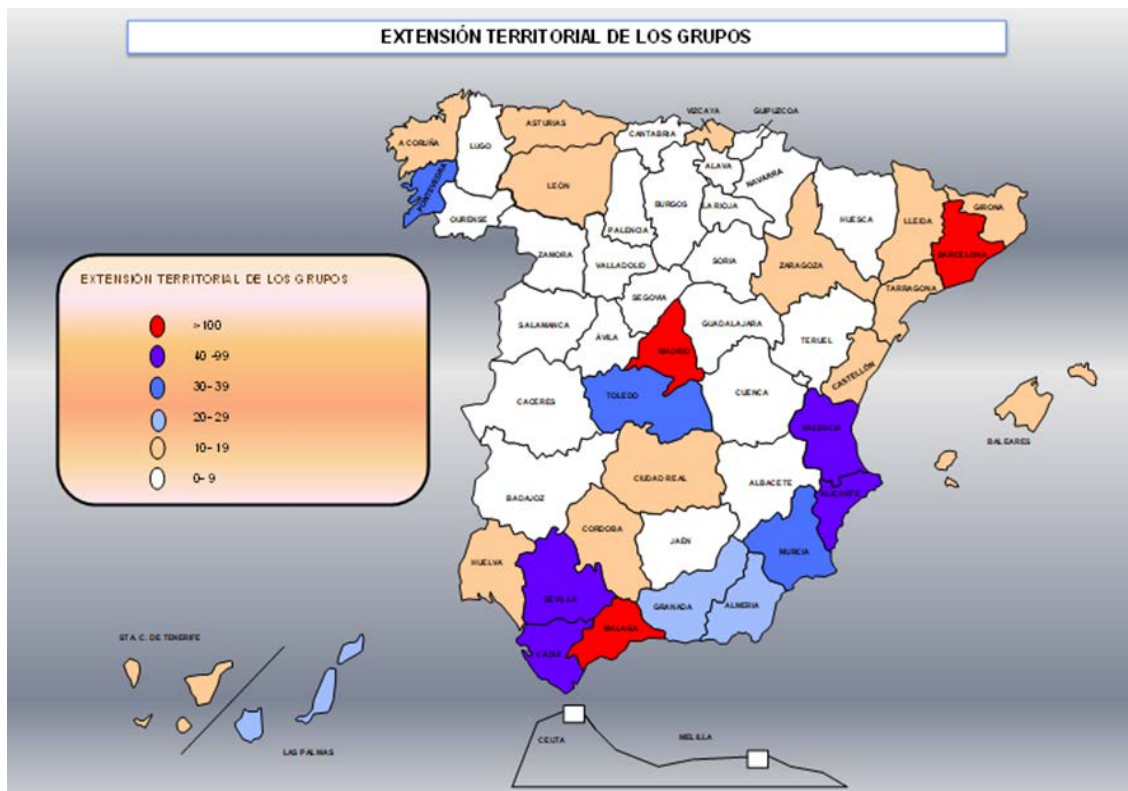 EXTENSIÓN TERRITORIAL DE LOS GRUPOS
VIZCAYA
GUIPUZCOA
ASTURIAS
CANTABRIA
A CORUÑA
LUGO
ALAVA
NAVARRA
PONTEVEDRA
LEÓN
BURGOS
LA RIOJA
HUESCA
LLEIDA
GIRONA
OURENSE
PALENCIA
ZAMORA
VALLADOLID
SORIA
ZARAGOZA
BARCELONA
TARRAGONA
EXTENSIÓN TERRITORIAL DE LOS GRUPOS
>100
40 -99
30- 39
20- 29
10 - 19
0- 9
SEGOVIA
SALAMANCA
ÁVILA
GUADALAJARA
MADRID
TERUEL
CASTELLÓN
CACERES
TOLEDO
CUENCA
VALENCIA
BALEARES
CIUDAD REAL
ALBACETE
BADAJOZ
ALICANTE
CORDOBA
JAÉN
MURCIA
HUELVA
SEVILLA
GRANADA
ALMERIA
MALAGA
CADIZ
STA. C. DE TENERIFE
LAS PALMAS
CEUTA
MELILLA